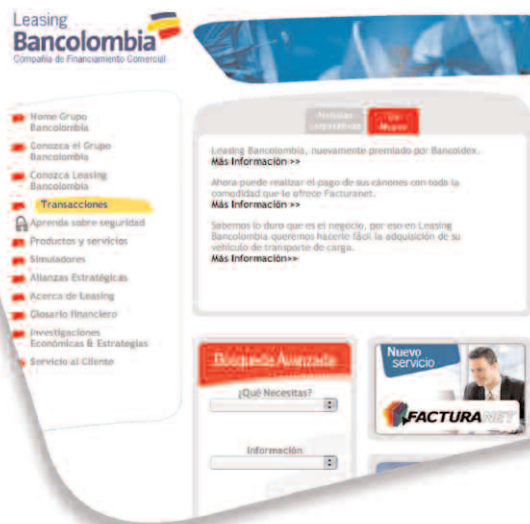 Leasing
Bancolombia
Compañía de Financiamiento Comercial
Home Grupo
Bancolombia
Conozca el Grupo
Bancolombia
Conozca Leasing
Bancolombia
Transacciones
Aprenda sobre seguridad
Productos y servicios
Simuladores
Alianzas Estratégicas
Acerca de Leasing
Glosario financiero
Investigaciones
Económicas & Estrategias
Servicio al Cliente
Noticias
Corporativas
Lo
Nuevo
Leasing Bancolombia, nuevamente premiado por Bancoldex.
Más Información >>
Ahora puede realizar el pago de sus cánones con toda la
comodidad que le ofrece Facturanet.
Más Información >>
Sabemos lo duro que es el negocio, por eso en Leasing
Bancolombia queremos hacerle fácil la adquisición de su
vehículo de transporte de carga.
Más Información>>
Búsqueda Avanzada
¿Qué Necesitas?
Información
Nuevo
servicio
FACTURANET